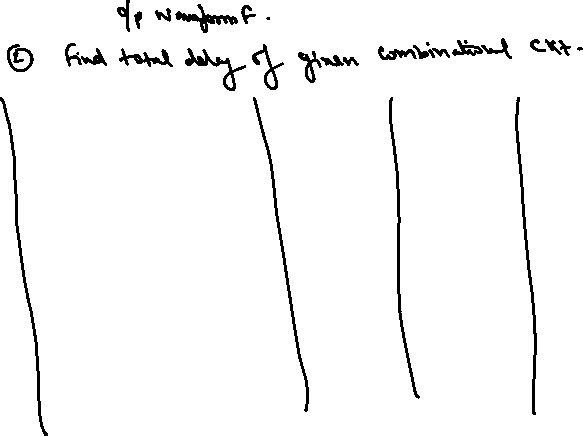 o/p waveform F.
② Find total delay of given combinational CKt.